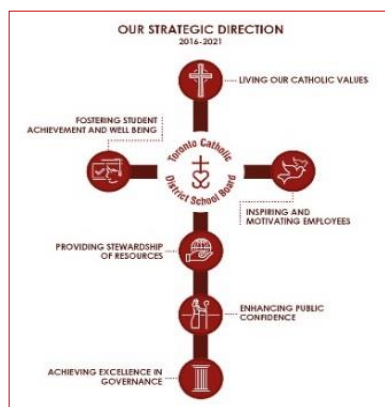 OUR STRATEGIC DIRECTION
2016-2021
LIVING OUR CATHOLIC VALUES
FOSTERING STUDENT
ACHIEVEMENT AND WELL BEING
Toronto Catholic
District School Board
INSPIRING AND
MOTIVATING EMPLOYEES
PROVIDING STEWARDSHIP
OF RESOURCES
ENHANCING PUBLIC
CONFIDENCE
ACHIEVING EXCELLENCE IN
GOVERNANCE